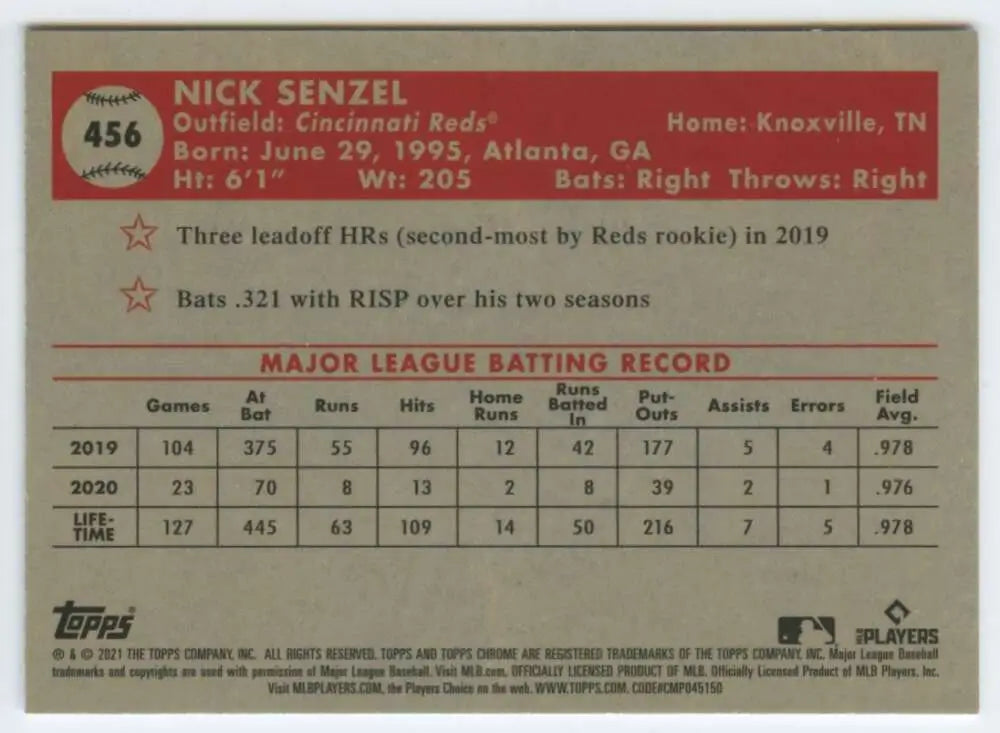 456
NICK SENZEL
Outfield: Cincinnati Reds® Home: Knoxville, TN
Born: June 29, 1995, Atlanta, GA
Ht: 6'1" Wt: 205 Bats: Right Throws: Right
Three leadoff HRs (second-most by Reds rookie) in 2019
Bats .321 with RISP over his two seasons
MAJOR LEAGUE BATTING RECORD
Games At Bat Runs Hits Home Runs Runs Batted In Put-Outs Assists Errors Field Avg.
2019 104 375 55 96 12 42 177 5 4 .978
2020 23 70 8 13 2 8 39 2 1 .976
LIFE-TIME 127 445 63 109 14 50 216 7 5 .978
Topps® MLB PLAYERS
® & © 2021 THE TOPPS COMPANY, INC. ALL RIGHTS RESERVED. TOPPS AND TOPPS CHROME ARE REGISTERED TRADEMARKS OF THE TOPPS COMPANY, INC. Major League Baseball
trademarks and copyrights are used with permission of Major League Baseball. Visit MLB.com. OFFICIALLY LICENSED PRODUCT OF MLB. Officially Licensed Product of MLB Players, Inc.
Visit MLBPLAYERS.COM, the Players Choice on the web. WWW.TOPPS.COM. CODE#CMP045150